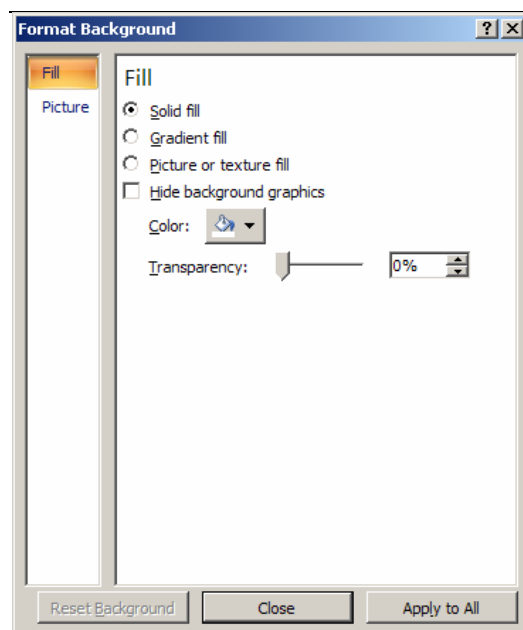 Format Background
Fill
Picture
Fill
Solid fill
Gradient fill
Picture or texture fill
Hide background graphics
Color:
Transparency: 0%
Reset Background Close Apply to All